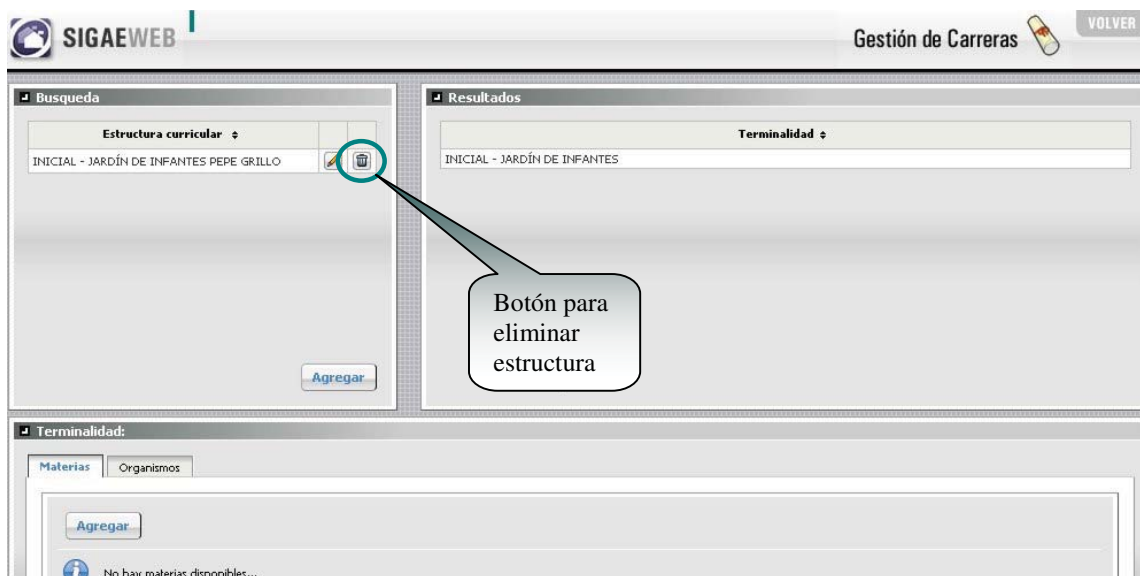 SIGAEWEB
Gestión de Carreras
VOLVER
Busqueda
Resultados
Estructura curricular
Terminalidad
INICIAL - JARDÍN DE INFANTES PEPE GRILLO
INICIAL - JARDÍN DE INFANTES
Botón para
eliminar
estructura
Agregar
Terminalidad:
Materias
Organismos
Agregar
No hay materias disponibles...